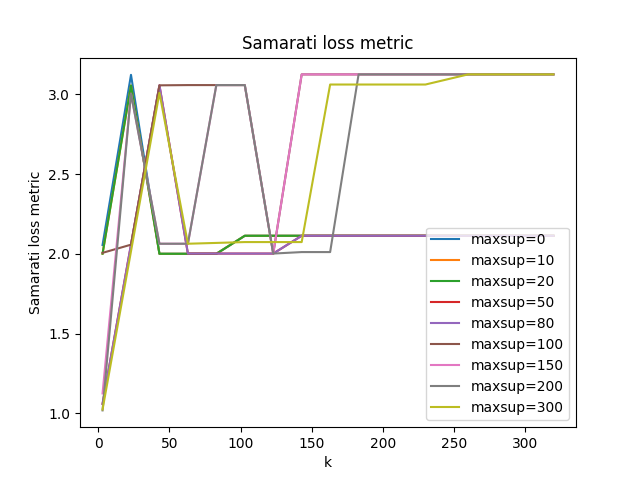 Samarati loss metric
Samarati loss metric
3.0
2.5
2.0
1.5
1.0
0 50 100 150 200 250 300
k
maxsup=0
maxsup=10
maxsup=20
maxsup=50
maxsup=80
maxsup=100
maxsup=150
maxsup=200
maxsup=300